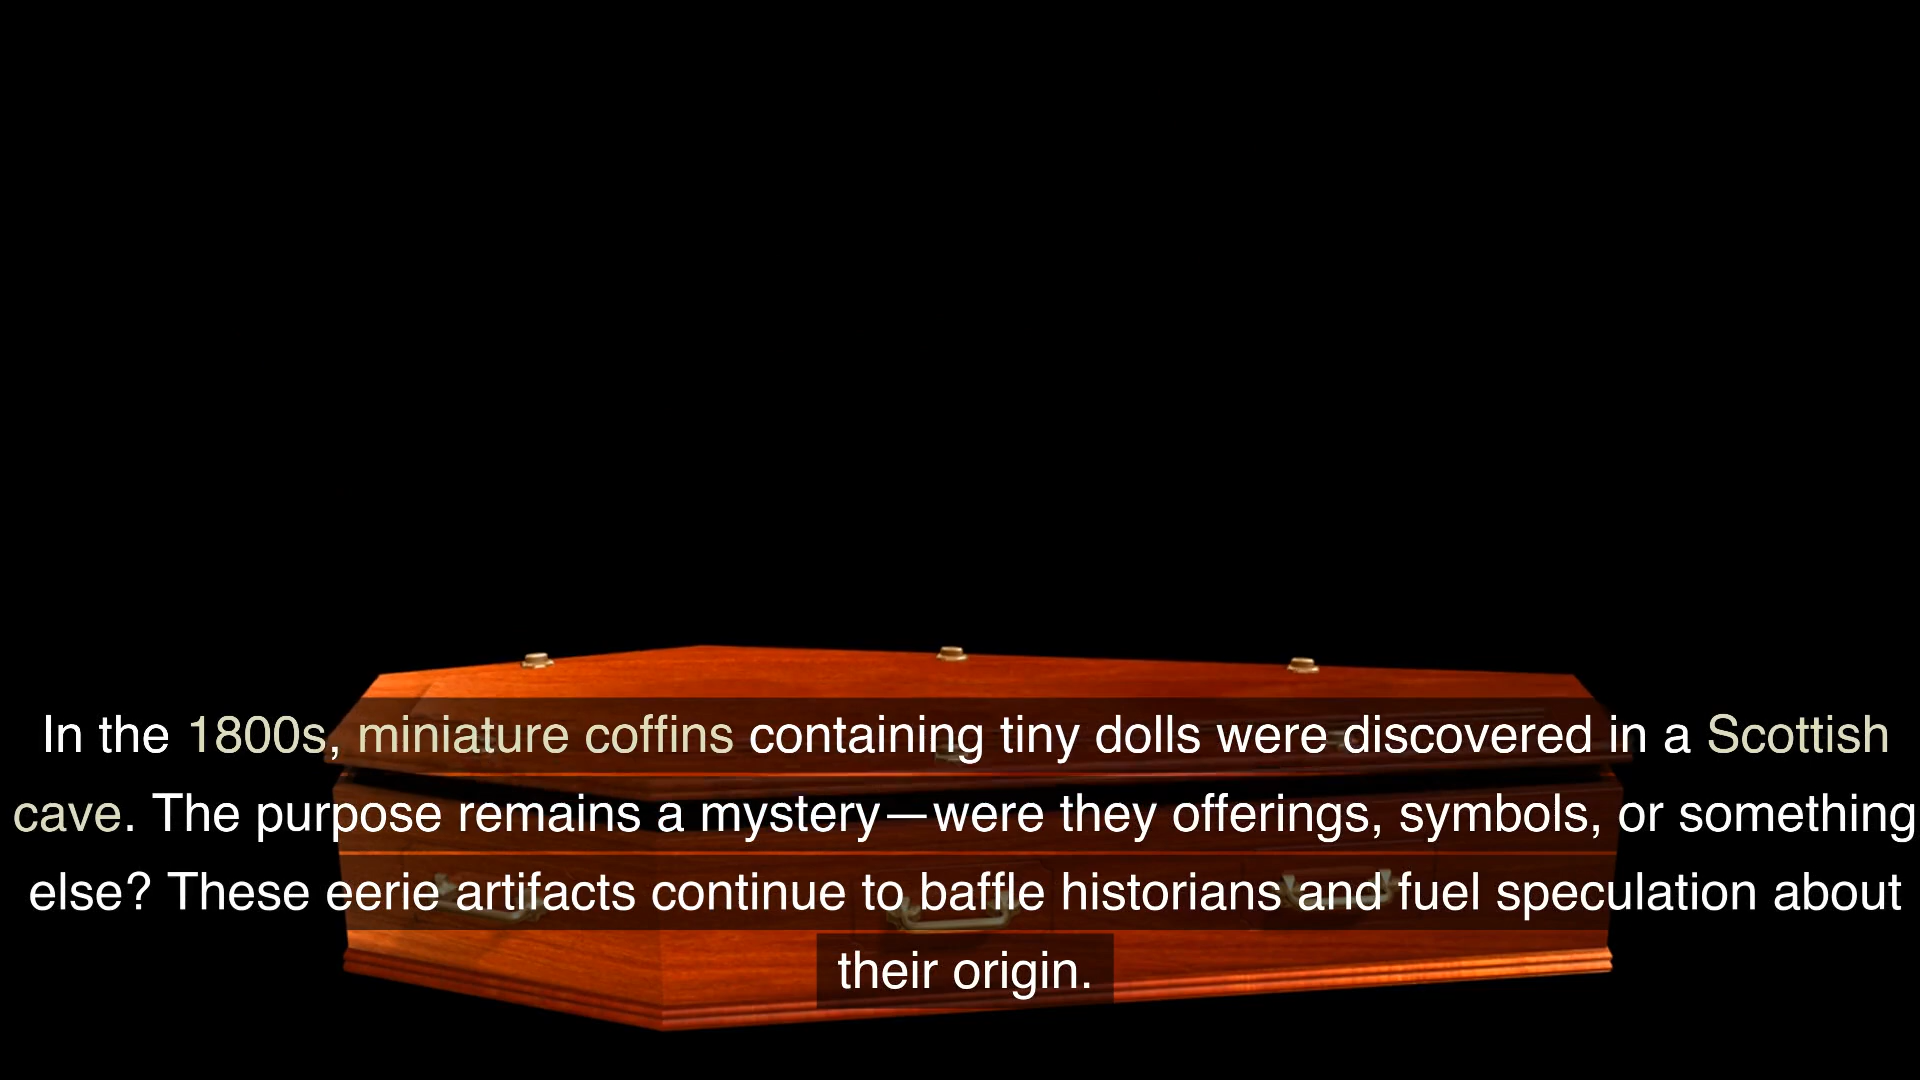 In the 1800s, miniature coffins containing tiny dolls were discovered in a Scottish
cave. The purpose remains a mystery—were they offerings, symbols, or something
else? These eerie artifacts continue to baffle historians and fuel speculation about
their origin.